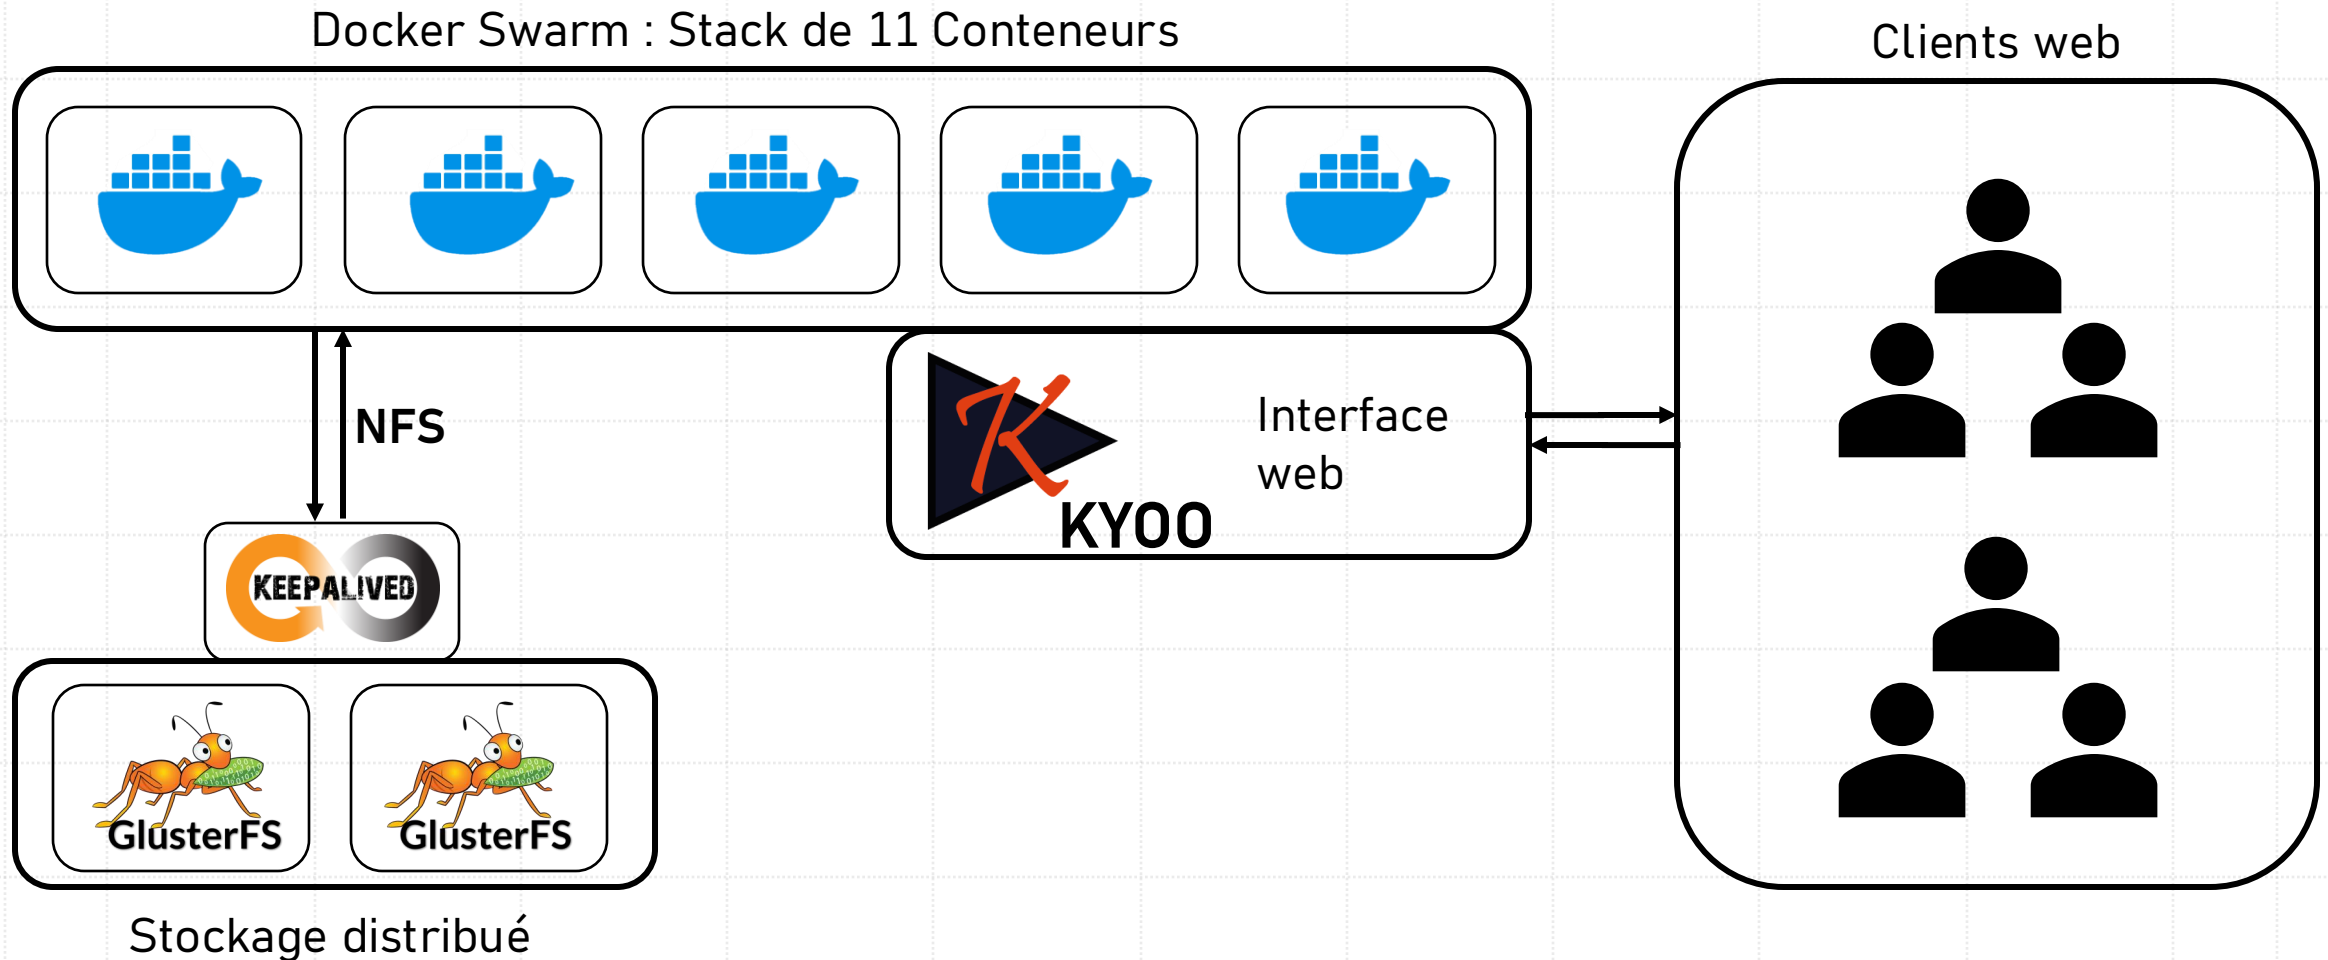 Docker Swarm : Stack de 11 Conteneurs
Clients web
NFS
Interface
web
KYOO
KEEPALIVED
GlusterFS
GlusterFS
Stockage distribué